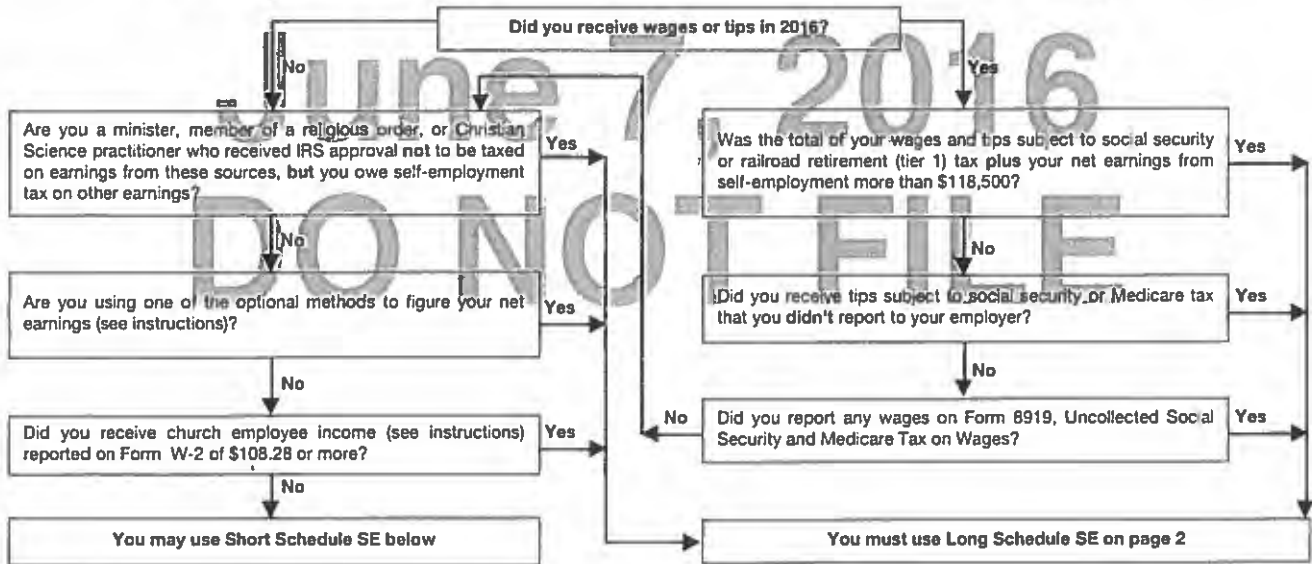 Did you receive wages or tips in 2016?
June 7, 2016
DO NOT FILE
No
Yes
Are you a minister, member of a religious order, or Christian
Science practitioner who received IRS approval not to be taxed
on earnings from these sources, but you owe self-employment
tax on other earnings?
Yes
Was the total of your wages and tips subject to social security
or railroad retirement (tier 1) tax plus your net earnings from
self-employment more than $118,500?
Yes
No
No
Are you using one of the optional methods to figure your net
earnings (see instructions)?
Yes
Did you receive tips subject to social security or Medicare tax
that you didn't report to your employer?
Yes
No
No
Did you receive church employee income (see instructions)
reported on Form W-2 of $108.28 or more?
Yes
No
Did you report any wages on Form 8919, Uncollected Social
Security and Medicare Tax on Wages?
Yes
No
You may use Short Schedule SE below
You must use Long Schedule SE on page 2